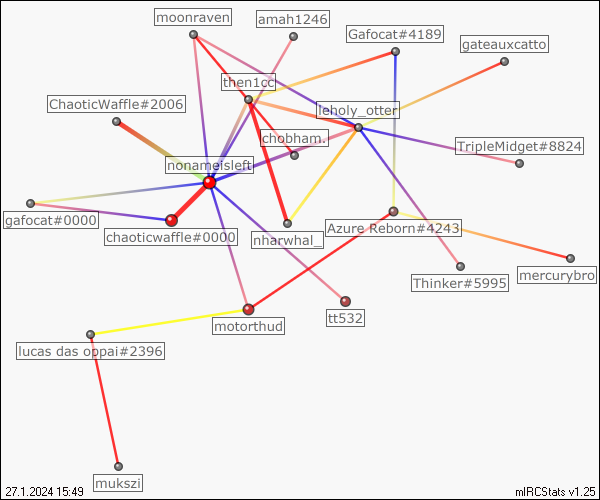 moonraven
amah1246
Gafocat#4189
gateauxcatto
then1cc
ChaoticWaffle#2006
leholy_otter
chobham.
TripleMidget#8824
nonameisleft
gafocat#0000
chaoticwaffle#0000
nharwhal_
Azure Reborn#4243
Thinker#5995
mercurybro
motorthud
tt532
lucas das oppai#2396
mukszi
27.1.2024 15:49
mIRCStats v1.25